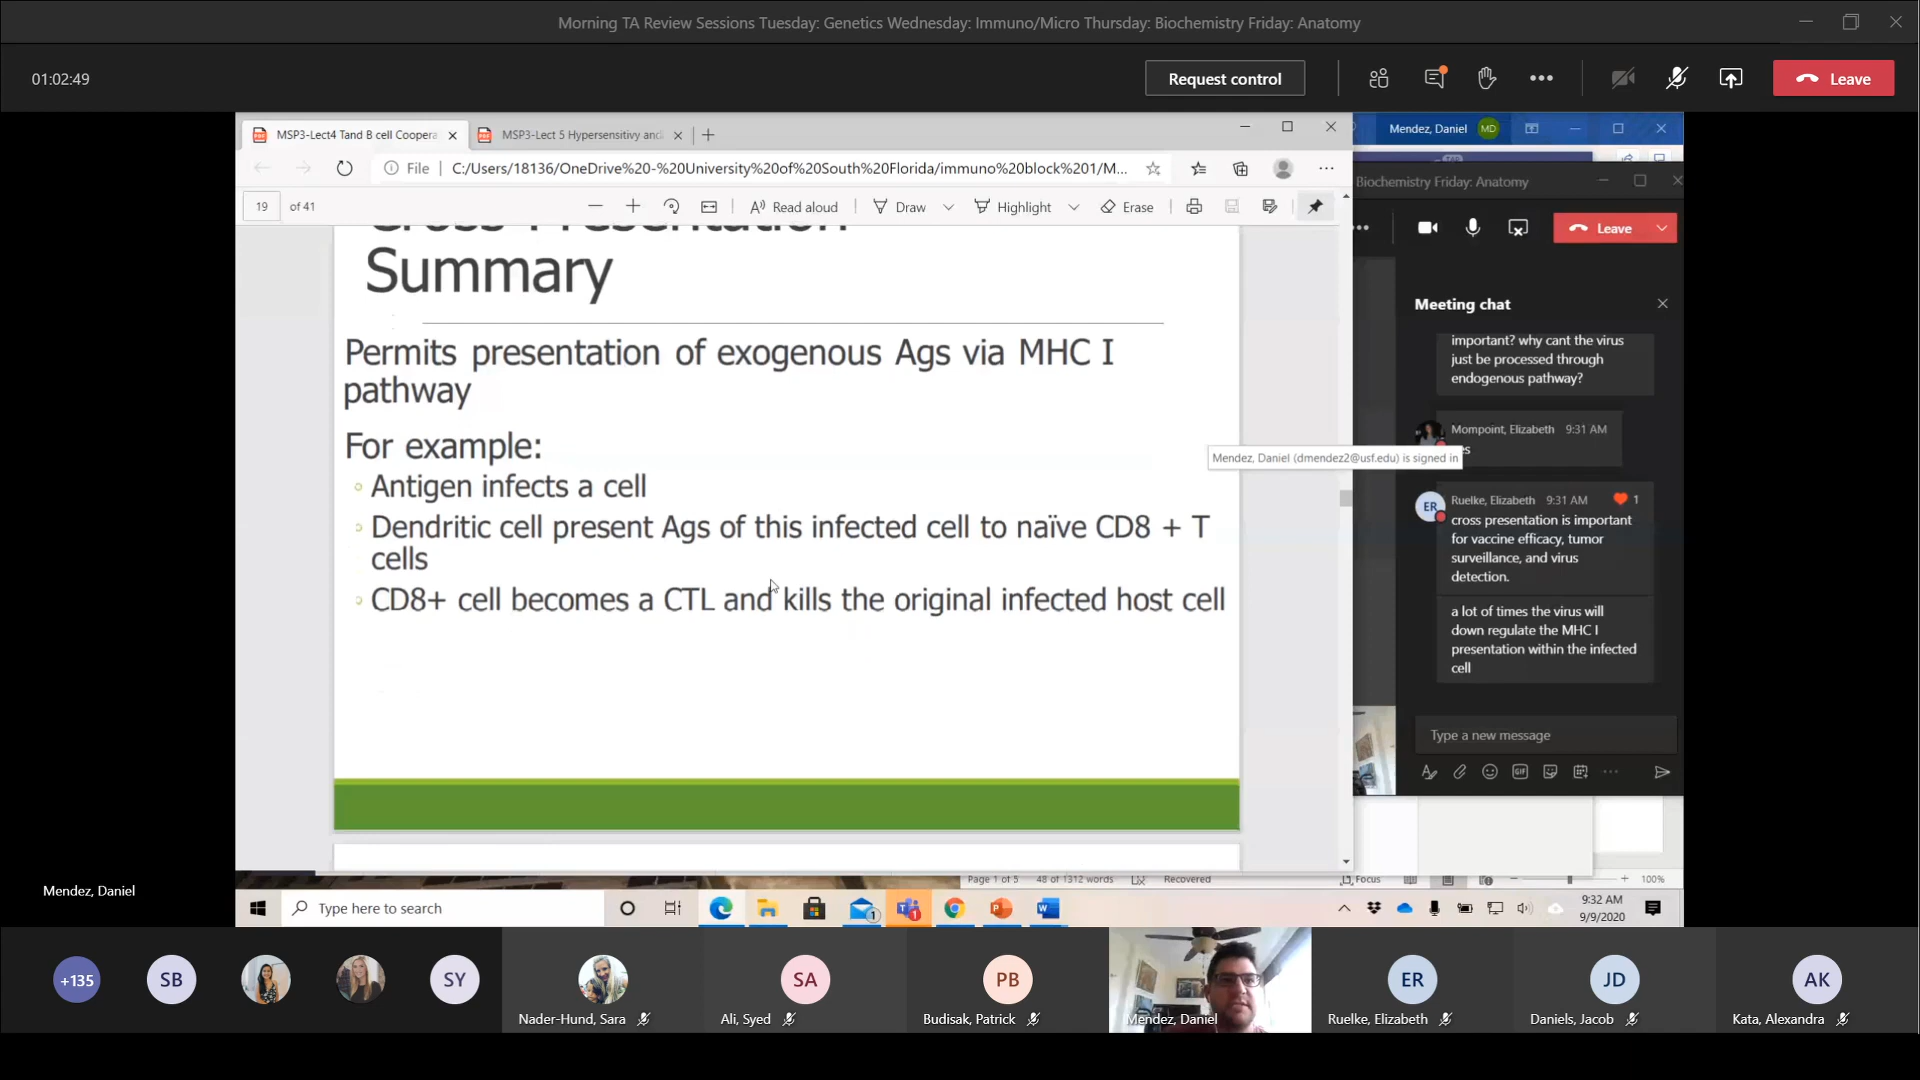 Morning TA Review Sessions Tuesday: Genetics Wednesday: Immuno/Micro Thursday: Biochemistry Friday: Anatomy
01:02:49
Request control
Leave
MSP3-Lect4 Tand B cell Coopera
MSP3-Lect 5 Hypersensitivy and
Mendez, Daniel
MD
File
C:/Users/18136/OneDrive%20-%20University%20of%20South%20Florida/immuno%20block%201/M...
Biochemistry Friday: Anatomy
19
of 41
Read aloud
Draw
Highlight
Erase
Leave
Cross Presentation
Summary
Permits presentation of exogenous Ags via MHC I
pathway
For example:
Antigen infects a cell
Dendritic cell present Ags of this infected cell to naïve CD8 + T
cells
CD8+ cell becomes a CTL and kills the original infected host cell
Meeting chat
important? why cant the virus
just be processed through
endogenous pathway?
Mompoint, Elizabeth 9:31 AM
Mendez, Daniel (dmendez2@usf.edu) is signed in
ER
Ruelke, Elizabeth 9:31 AM
1
cross presentation is important
for vaccine efficacy, tumor
surveillance, and virus
detection.
a lot of times the virus will
down regulate the MHC I
presentation within the infected
cell
Type a new message
GIF
Page 1 of 5
48 of 1312 words
Recovered
Focus
100%
Mendez, Daniel
Type here to search
1
1
9:32 AM
9/9/2020
+135
SB
SY
Nader-Hund, Sara
SA
Ali, Syed
PB
Budisak, Patrick
Mendez, Daniel
ER
Ruelke, Elizabeth
JD
Daniels, Jacob
AK
Kata, Alexandra